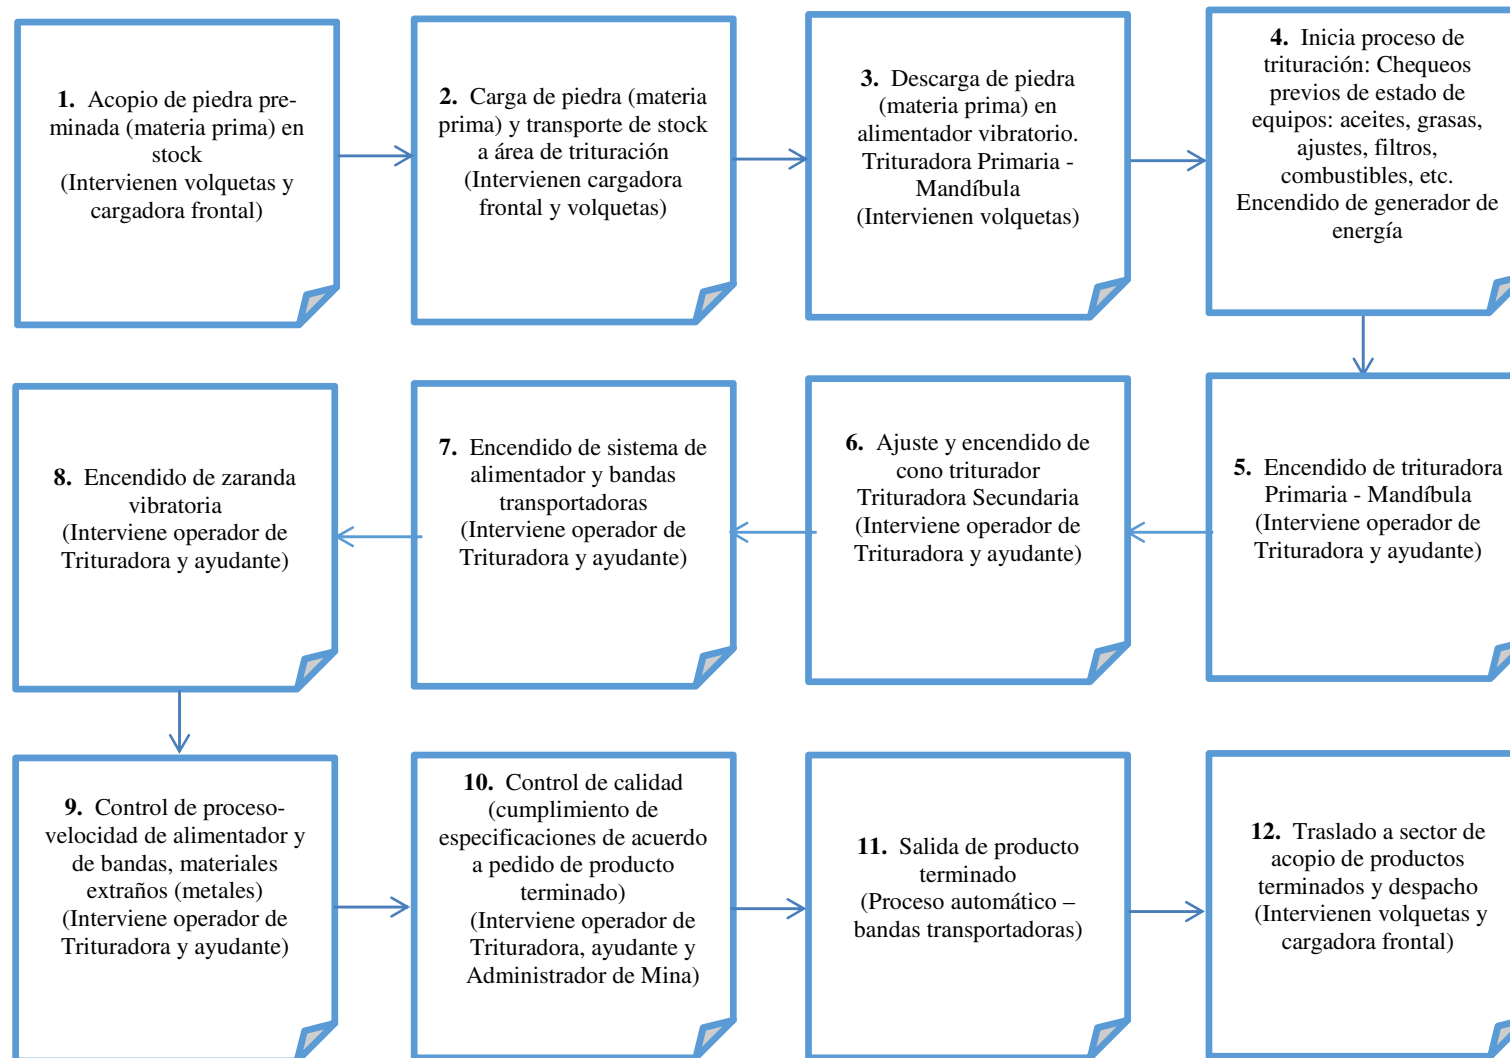 1. Acopio de piedra pre-
minada (materia prima) en
stock
(Intervienen volquetas y
cargadora frontal)
2. Carga de piedra (materia
prima) y transporte de stock
a área de trituración
(Intervienen cargadora
frontal y volquetas)
3. Descarga de piedra
(materia prima) en
alimentador vibratorio.
Trituradora Primaria -
Mandíbula
(Intervienen volquetas)
4. Inicia proceso de
trituración: Chequeos
previos de estado de
equipos: aceites, grasas,
ajustes, filtros,
combustibles, etc.
Encendido de generador de
energía
5. Encendido de trituradora
Primaria - Mandíbula
(Interviene operador de
Trituradora y ayudante)
6. Ajuste y encendido de
cono triturador
Trituradora Secundaria
(Interviene operador de
Trituradora y ayudante)
7. Encendido de sistema de
alimentador y bandas
transportadoras
(Interviene operador de
Trituradora y ayudante)
8. Encendido de zaranda
vibratoria
(Interviene operador de
Trituradora y ayudante)
9. Control de proceso-
velocidad de alimentador y
de bandas, materiales
extraños (metales)
(Interviene operador de
Trituradora y ayudante)
10. Control de calidad
(cumplimiento de
especificaciones de acuerdo
a pedido de producto
terminado)
(Interviene operador de
Trituradora, ayudante y
Administrador de Mina)
11. Salida de producto
terminado
(Proceso automático –
bandas transportadoras)
12. Traslado a sector de
acopio de productos
terminados y despacho
(Intervienen volquetas y
cargadora frontal)